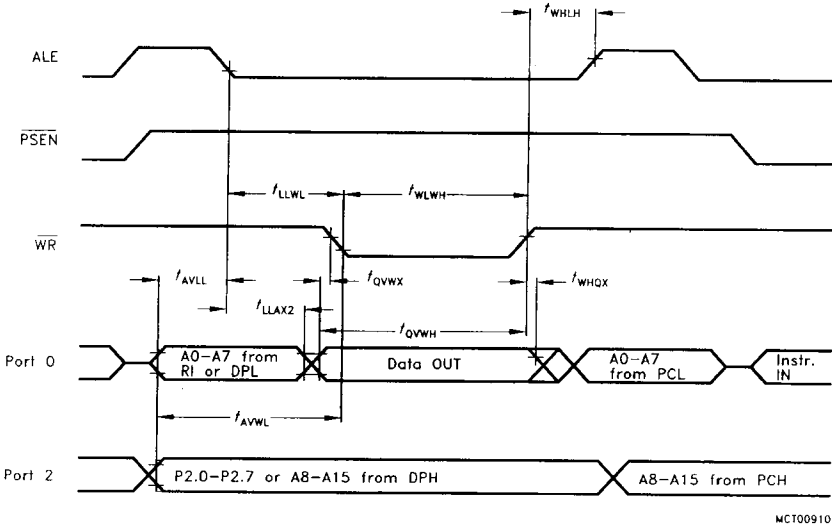 tWHLH
ALE
PSEN
tLLWL
tWLWH
WR
tAVLL
tQVWX
tWHQX
tLLAX2
tQVWH
Port 0
A0-A7 from
RI or DPL
Data OUT
A0-A7
from PCL
Instr.
IN
tAVWL
Port 2
P2.0-P2.7 or A8-A15 from DPH
A8-A15 from PCH
MCT00910